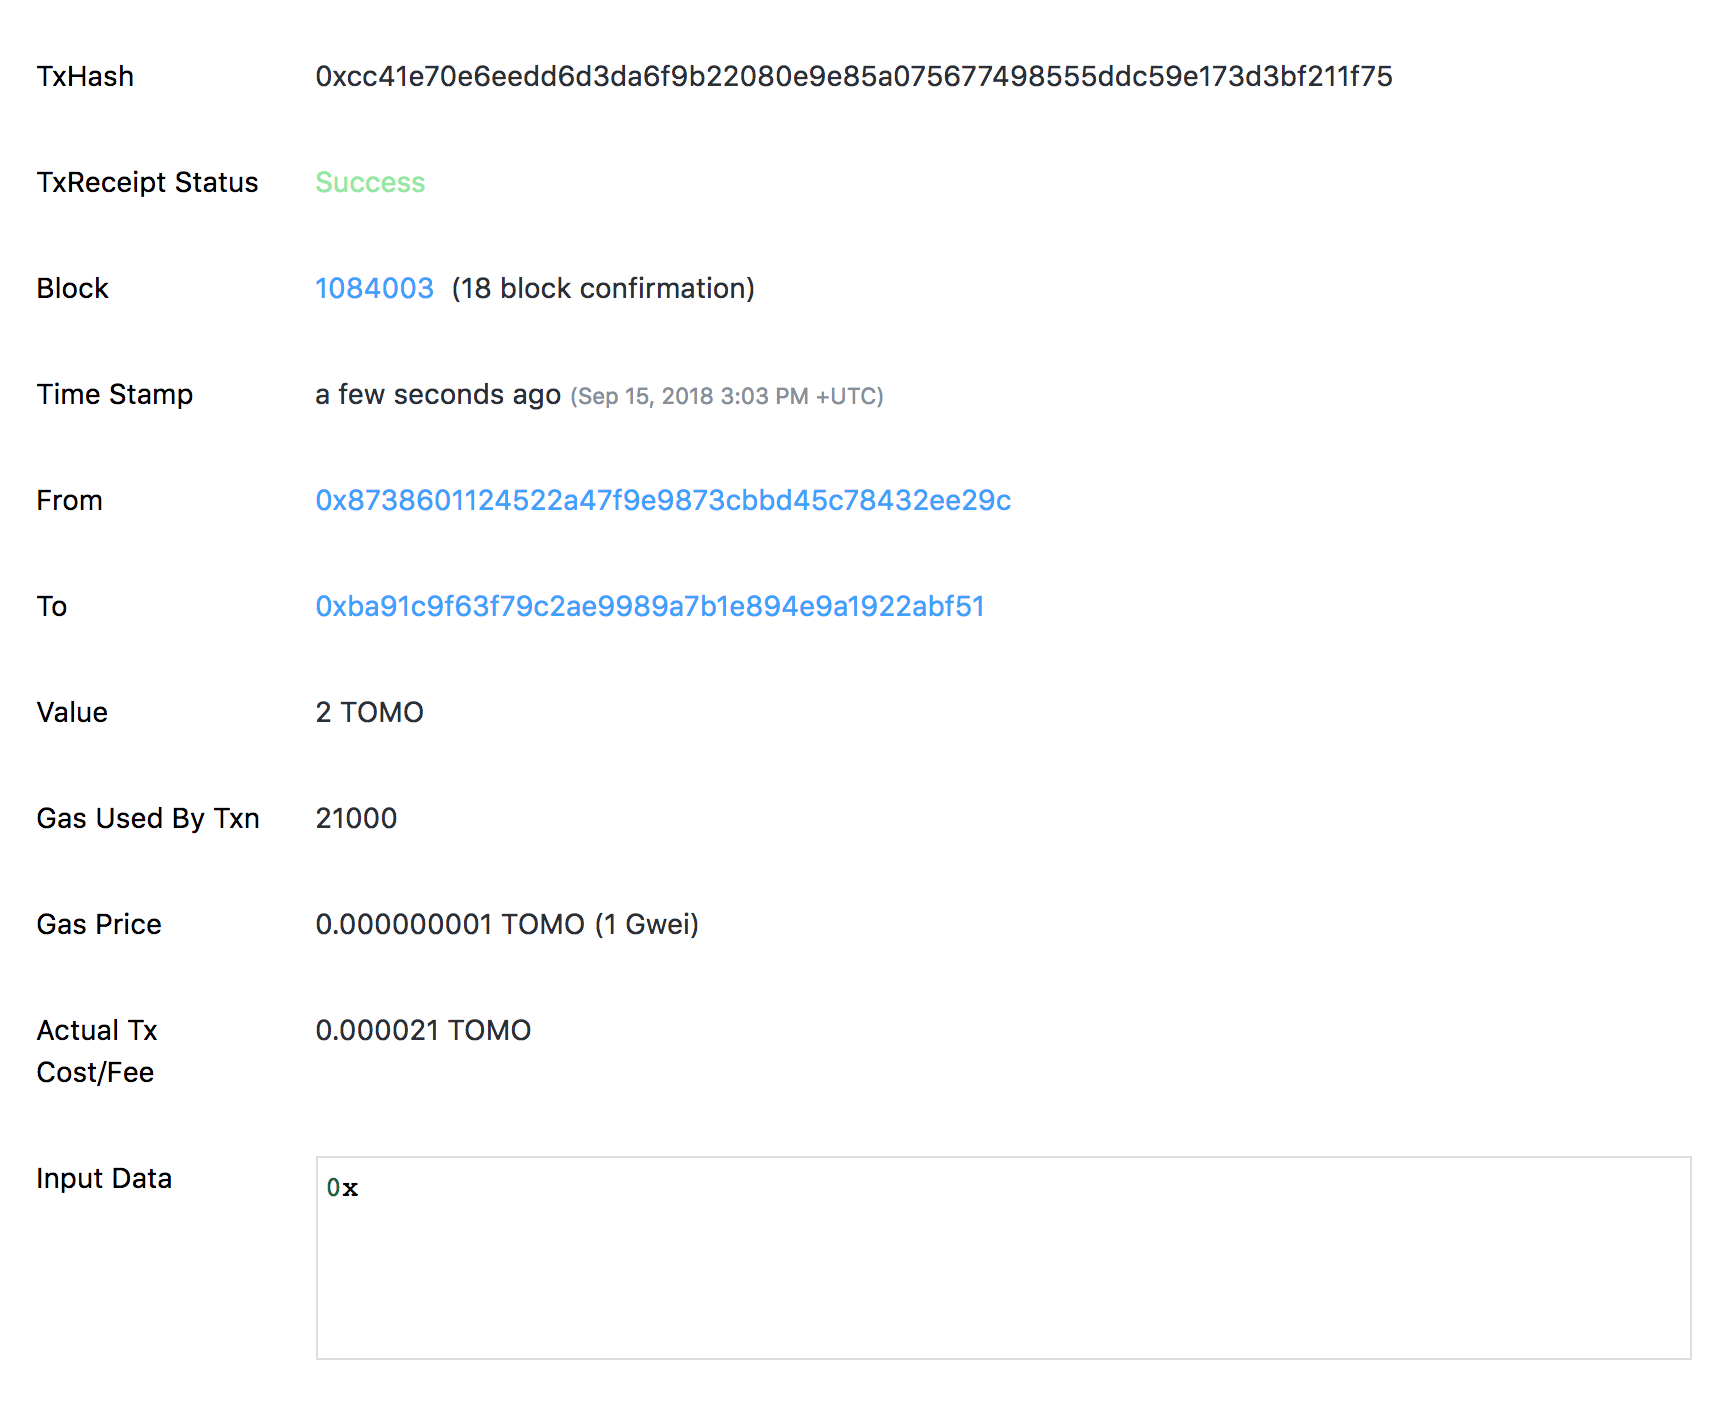 TxHash 0xcc41e70e6eedd6d3da6f9b22080e9e85a075677498555ddc59e173d3bf211f75
TxReceipt Status Success
Block 1084003 (18 block confirmation)
Time Stamp a few seconds ago (Sep 15, 2018 3:03 PM +UTC)
From 0x8738601124522a47f9e9873cbbd45c78432ee29c
To 0xba91c9f63f79c2ae9989a7b1e894e9a1922abf51
Value 2 TOMO
Gas Used By Txn 21000
Gas Price 0.000000001 TOMO (1 Gwei)
Actual Tx 0.000021 TOMO
Cost/Fee
Input Data 0x